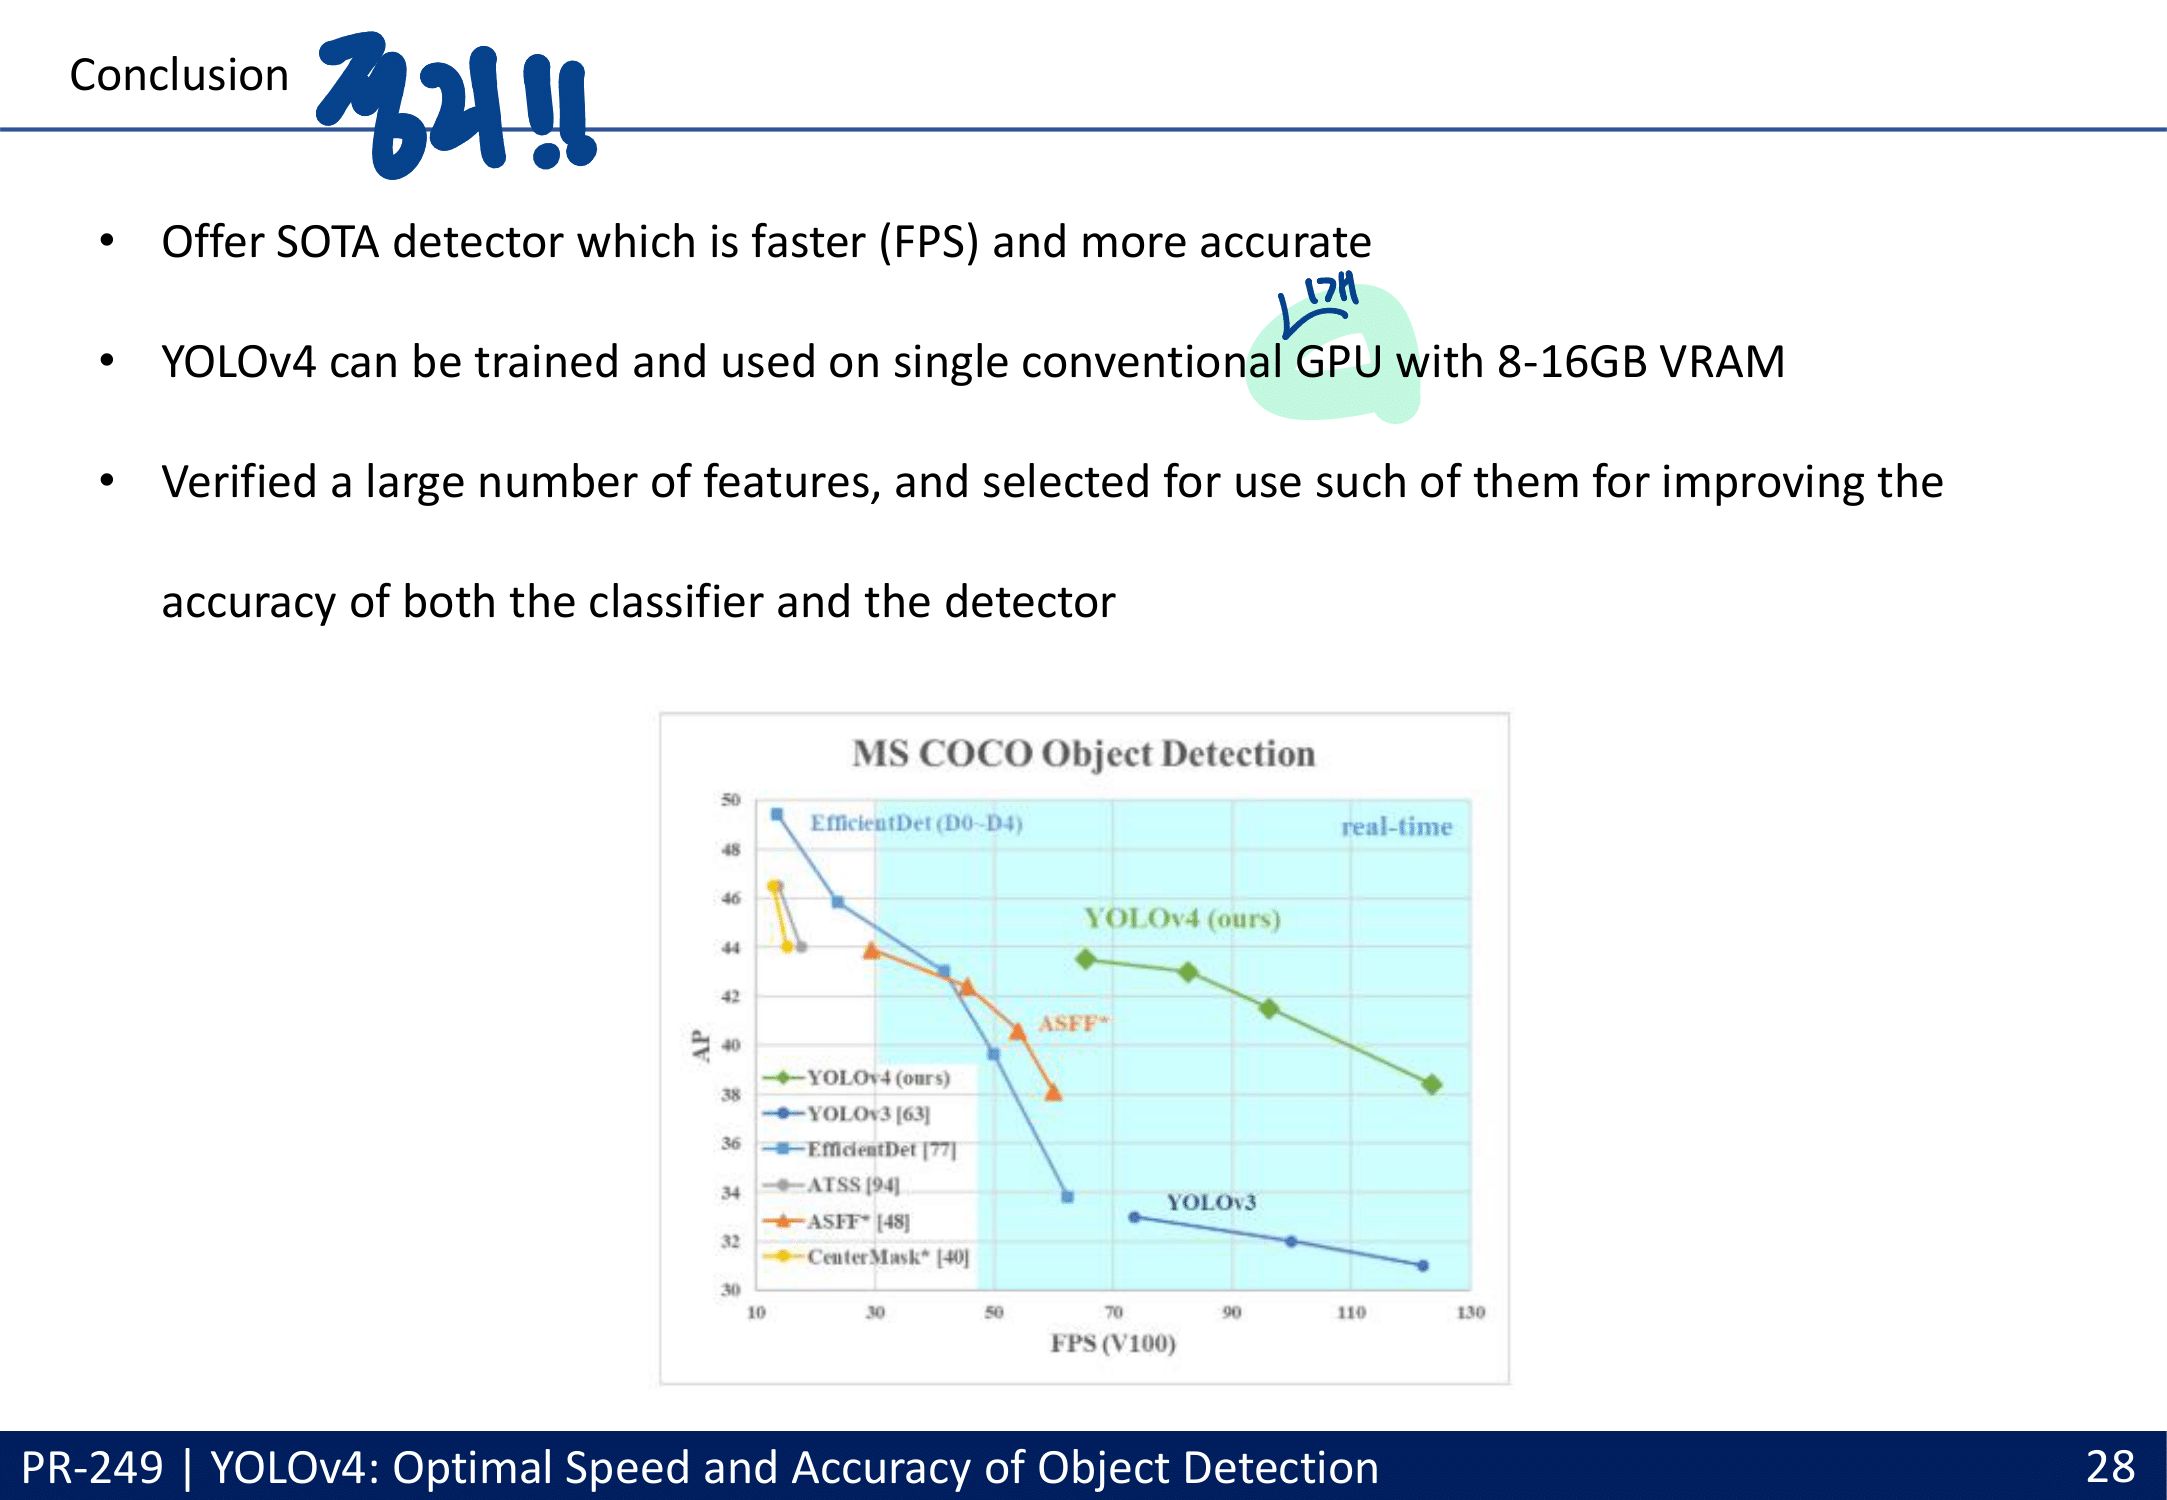 Conclusion 정리!!
• Offer SOTA detector which is faster (FPS) and more accurate
1개
• YOLOv4 can be trained and used on single conventional GPU with 8-16GB VRAM
• Verified a large number of features, and selected for use such of them for improving the
accuracy of both the classifier and the detector
MS COCO Object Detection
50
EfficientDet (D0~D4)
real-time
48
46
YOLOv4 (ours)
44
42
ASFF*
AP
40
YOLOv4 (ours)
38
YOLOv3 [63]
36
EfficientDet [77]
34
ATSS [94]
YOLOv3
ASFF* [48]
32
CenterMask* [40]
30
10 30 50 70 90 110 130
FPS (V100)
PR-249 | YOLOv4: Optimal Speed and Accuracy of Object Detection 28